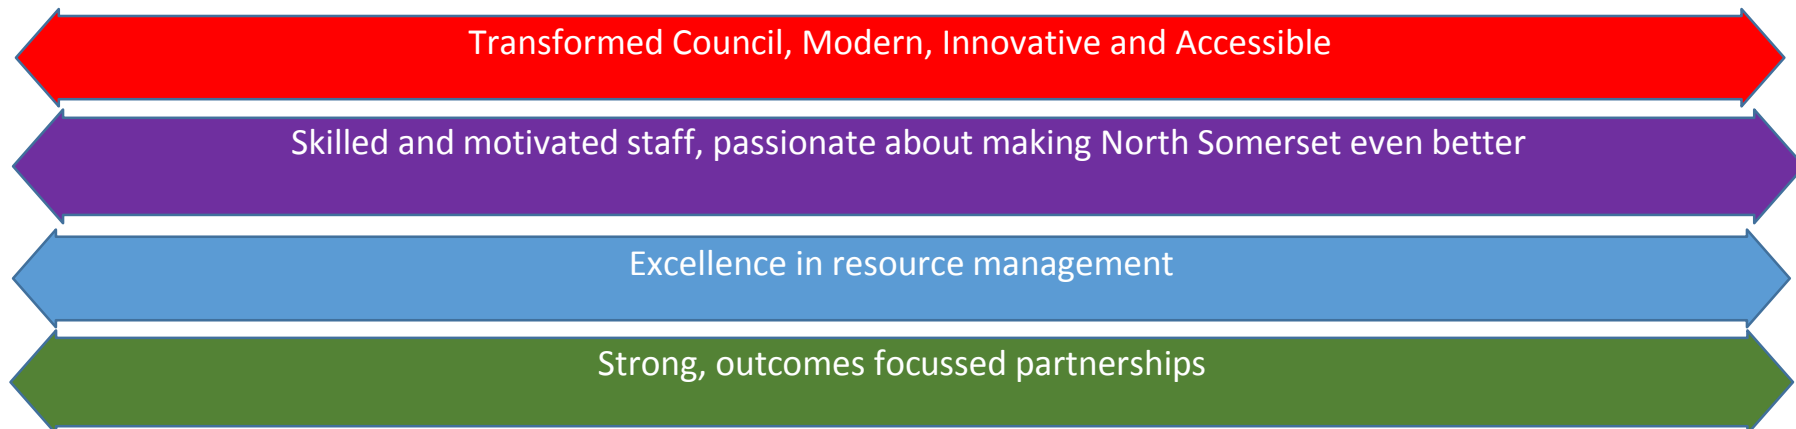 Transformed Council, Modern, Innovative and Accessible
Skilled and motivated staff, passionate about making North Somerset even better
Excellence in resource management
Strong, outcomes focussed partnerships